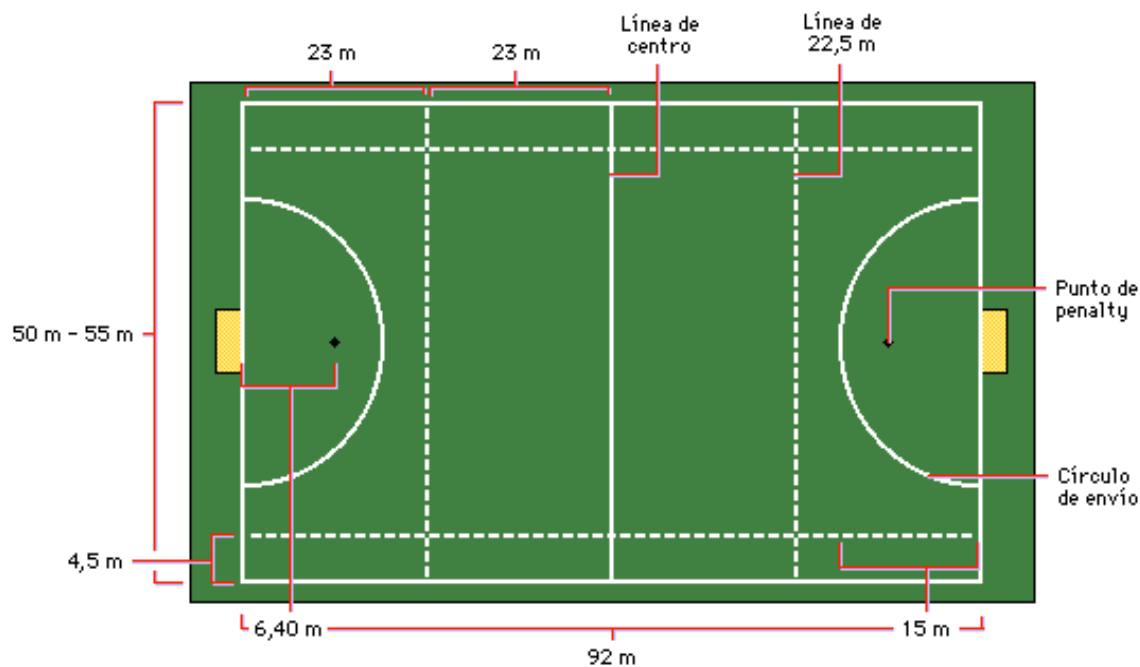 Línea de
centro
Línea de
22,5 m
23 m
23 m
50 m - 55 m
Punto de
penalty
Círculo
de envío
4,5 m
6,40 m
15 m
92 m